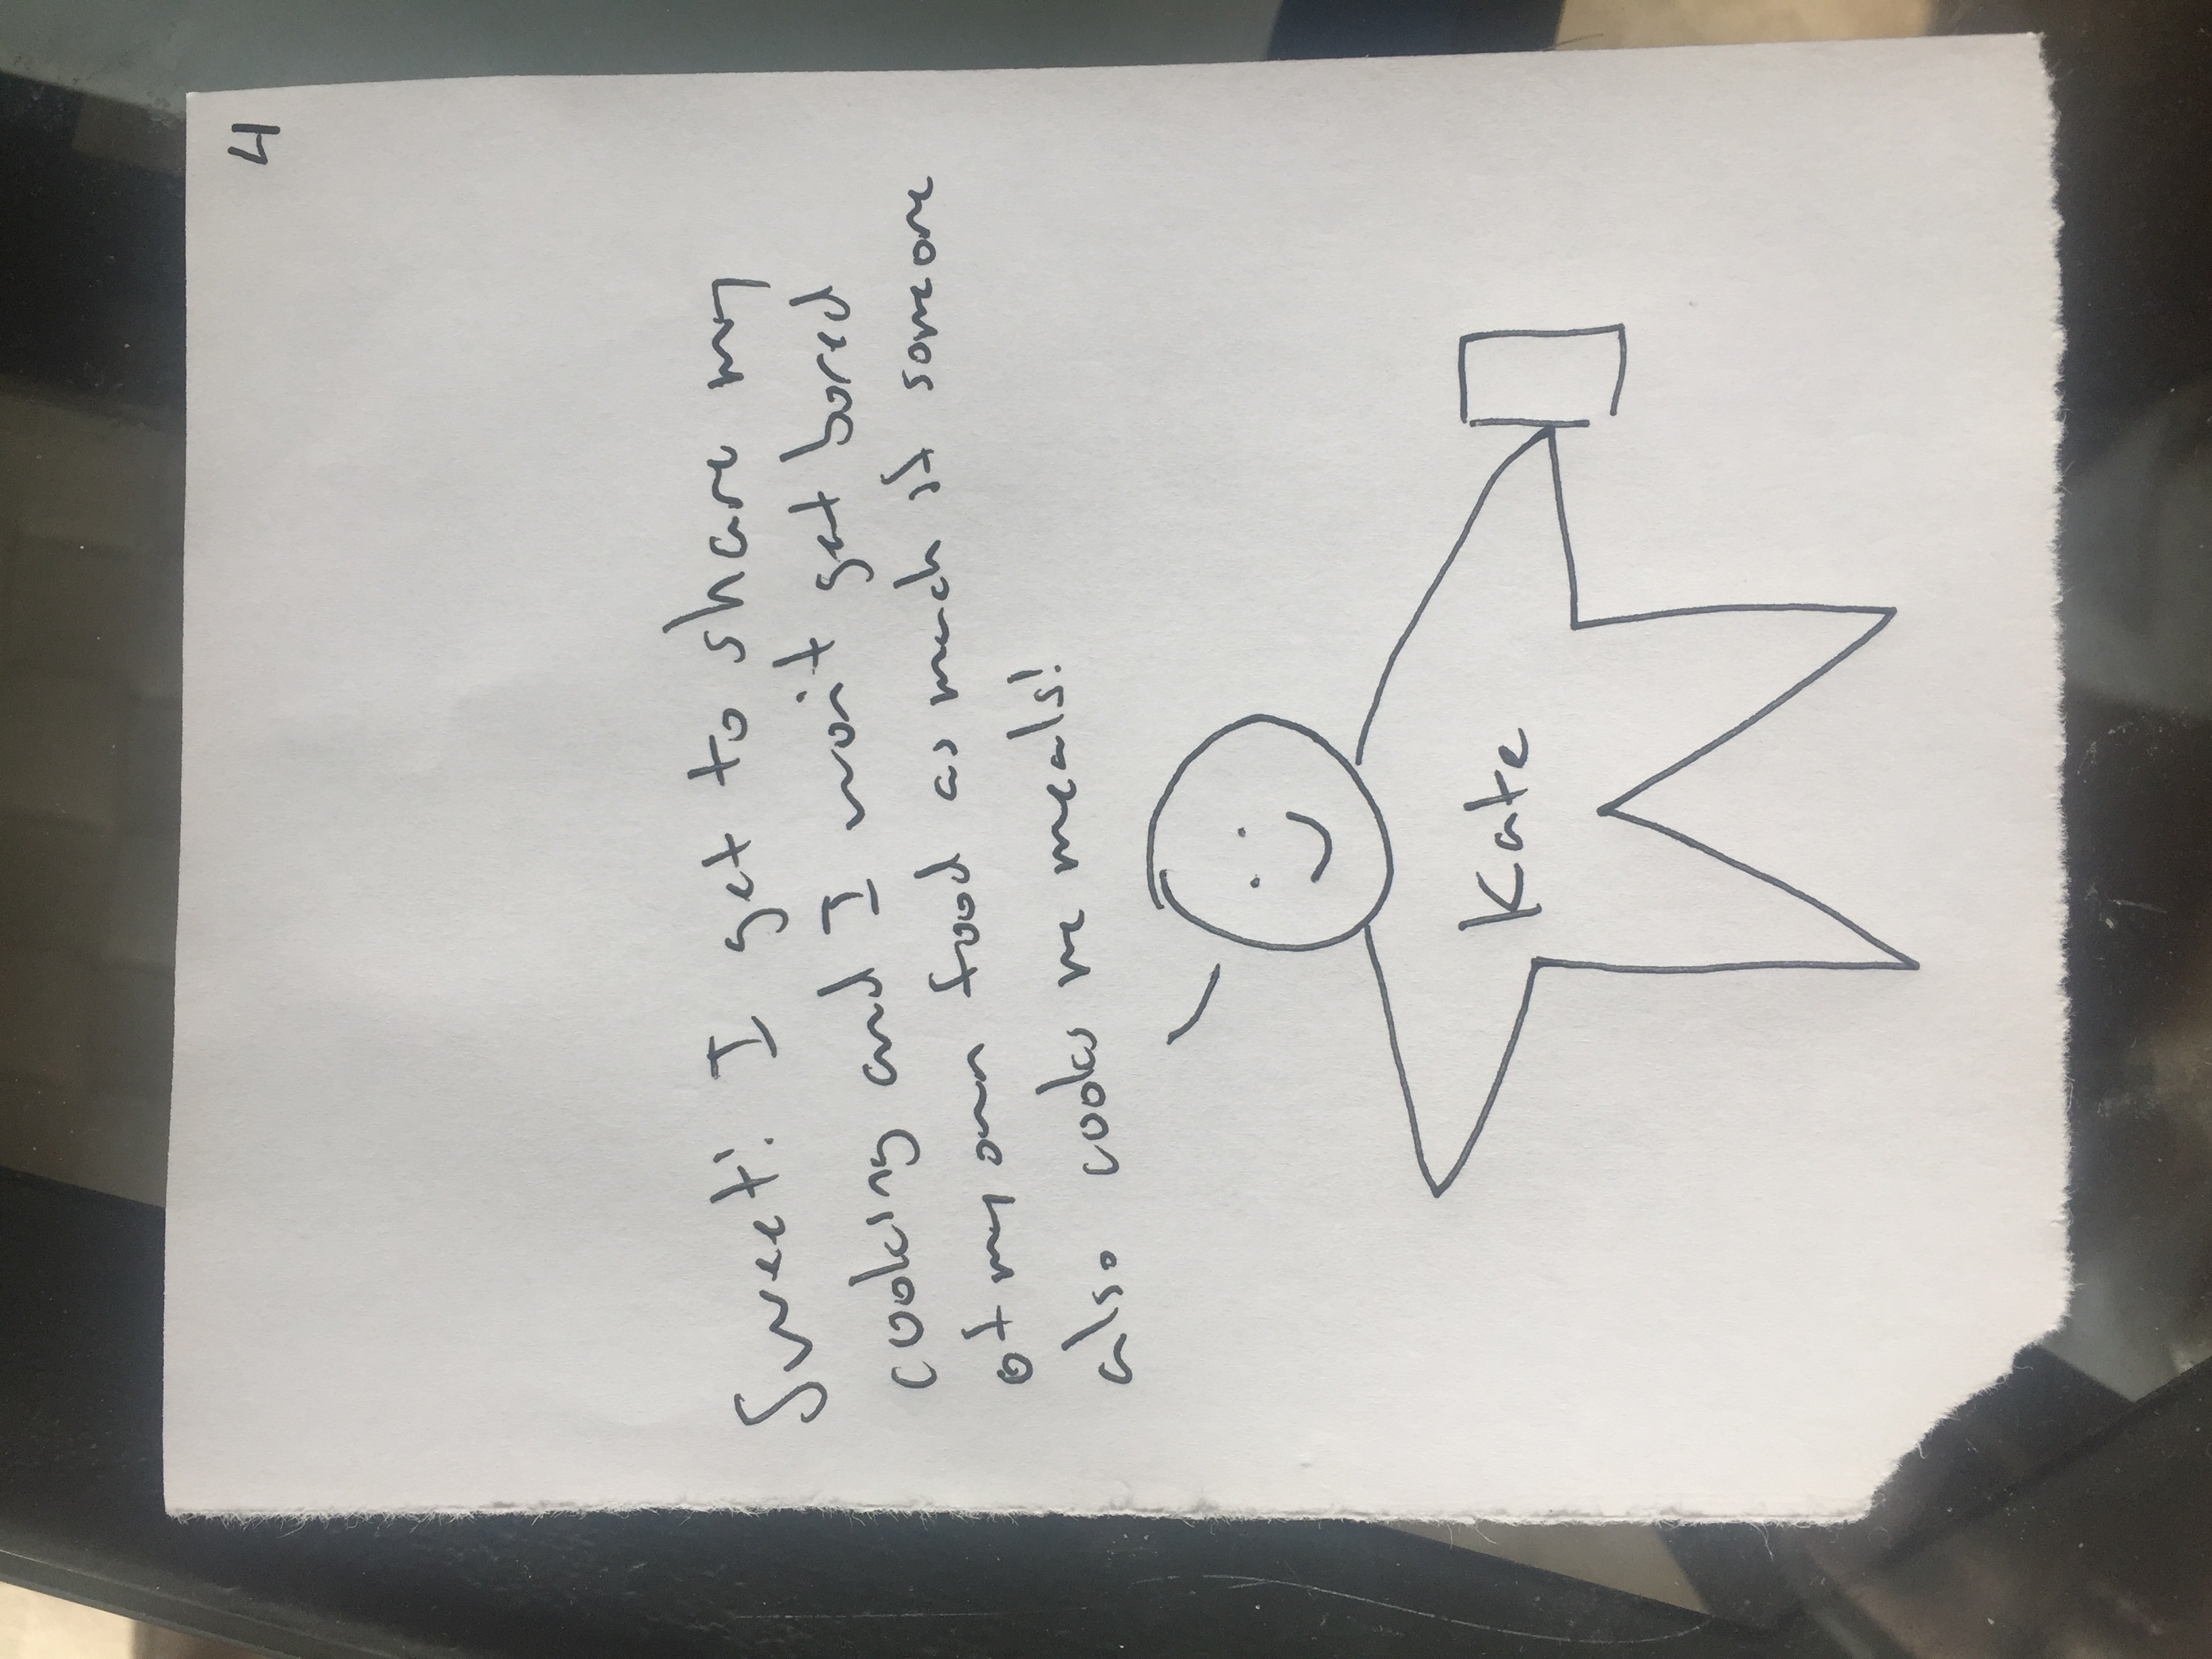 4
Sweet! I get to share my
cooking and I won't get bored
of my own food as much if someone
also cooks me meals!
Kate